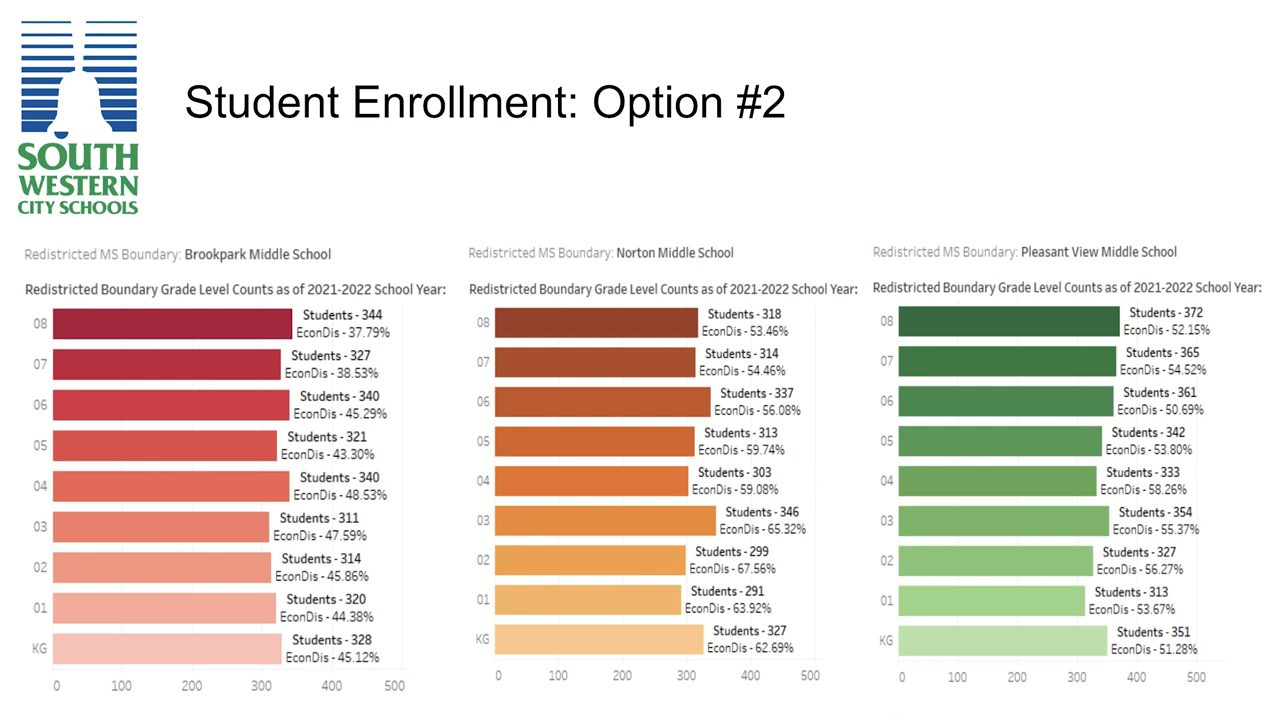 SOUTH
WESTERN
CITY SCHOOLS
Student Enrollment: Option #2
Redistricted MS Boundary: Brookpark Middle School
Redistricted Boundary Grade Level Counts as of 2021-2022 School Year:
08
Students - 344
EconDis - 37.79%
07
Students - 327
EconDis - 38.53%
06
Students - 340
EconDis - 45.29%
05
Students - 321
EconDis - 43.30%
04
Students - 340
EconDis - 48.53%
03
Students - 311
EconDis - 47.59%
02
Students - 314
EconDis - 45.86%
01
Students - 320
EconDis - 44.38%
KG
Students - 328
EconDis - 45.12%
0 100 200 300 400 500
Redistricted MS Boundary: Norton Middle School
Redistricted Boundary Grade Level Counts as of 2021-2022 School Year:
08
Students - 318
EconDis - 53.46%
07
Students - 314
EconDis - 54.46%
06
Students - 337
EconDis - 56.08%
05
Students - 313
EconDis - 59.74%
04
Students - 303
EconDis - 59.08%
03
Students - 346
EconDis - 65.32%
02
Students - 299
EconDis - 67.56%
01
Students - 291
EconDis - 63.92%
KG
Students - 327
EconDis - 62.69%
0 100 200 300 400 500
Redistricted MS Boundary: Pleasant View Middle School
Redistricted Boundary Grade Level Counts as of 2021-2022 School Year:
08
Students - 372
EconDis - 52.15%
07
Students - 365
EconDis - 54.52%
06
Students - 361
EconDis - 50.69%
05
Students - 342
EconDis - 53.80%
04
Students - 333
EconDis - 58.26%
03
Students - 354
EconDis - 55.37%
02
Students - 327
EconDis - 56.27%
01
Students - 313
EconDis - 53.67%
KG
Students - 351
EconDis - 51.28%
0 100 200 300 400 500